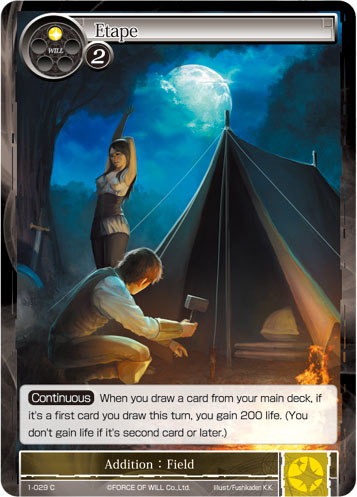 Etape
WILL
2
Continuous When you draw a card from your main deck, if
it's a first card you draw this turn, you gain 200 life. (You
don't gain life if it's second card or later.)
Addition : Field
1-029 C ©FORCE OF WILL Co.,Ltd. Illust/Fushikaden K.K.